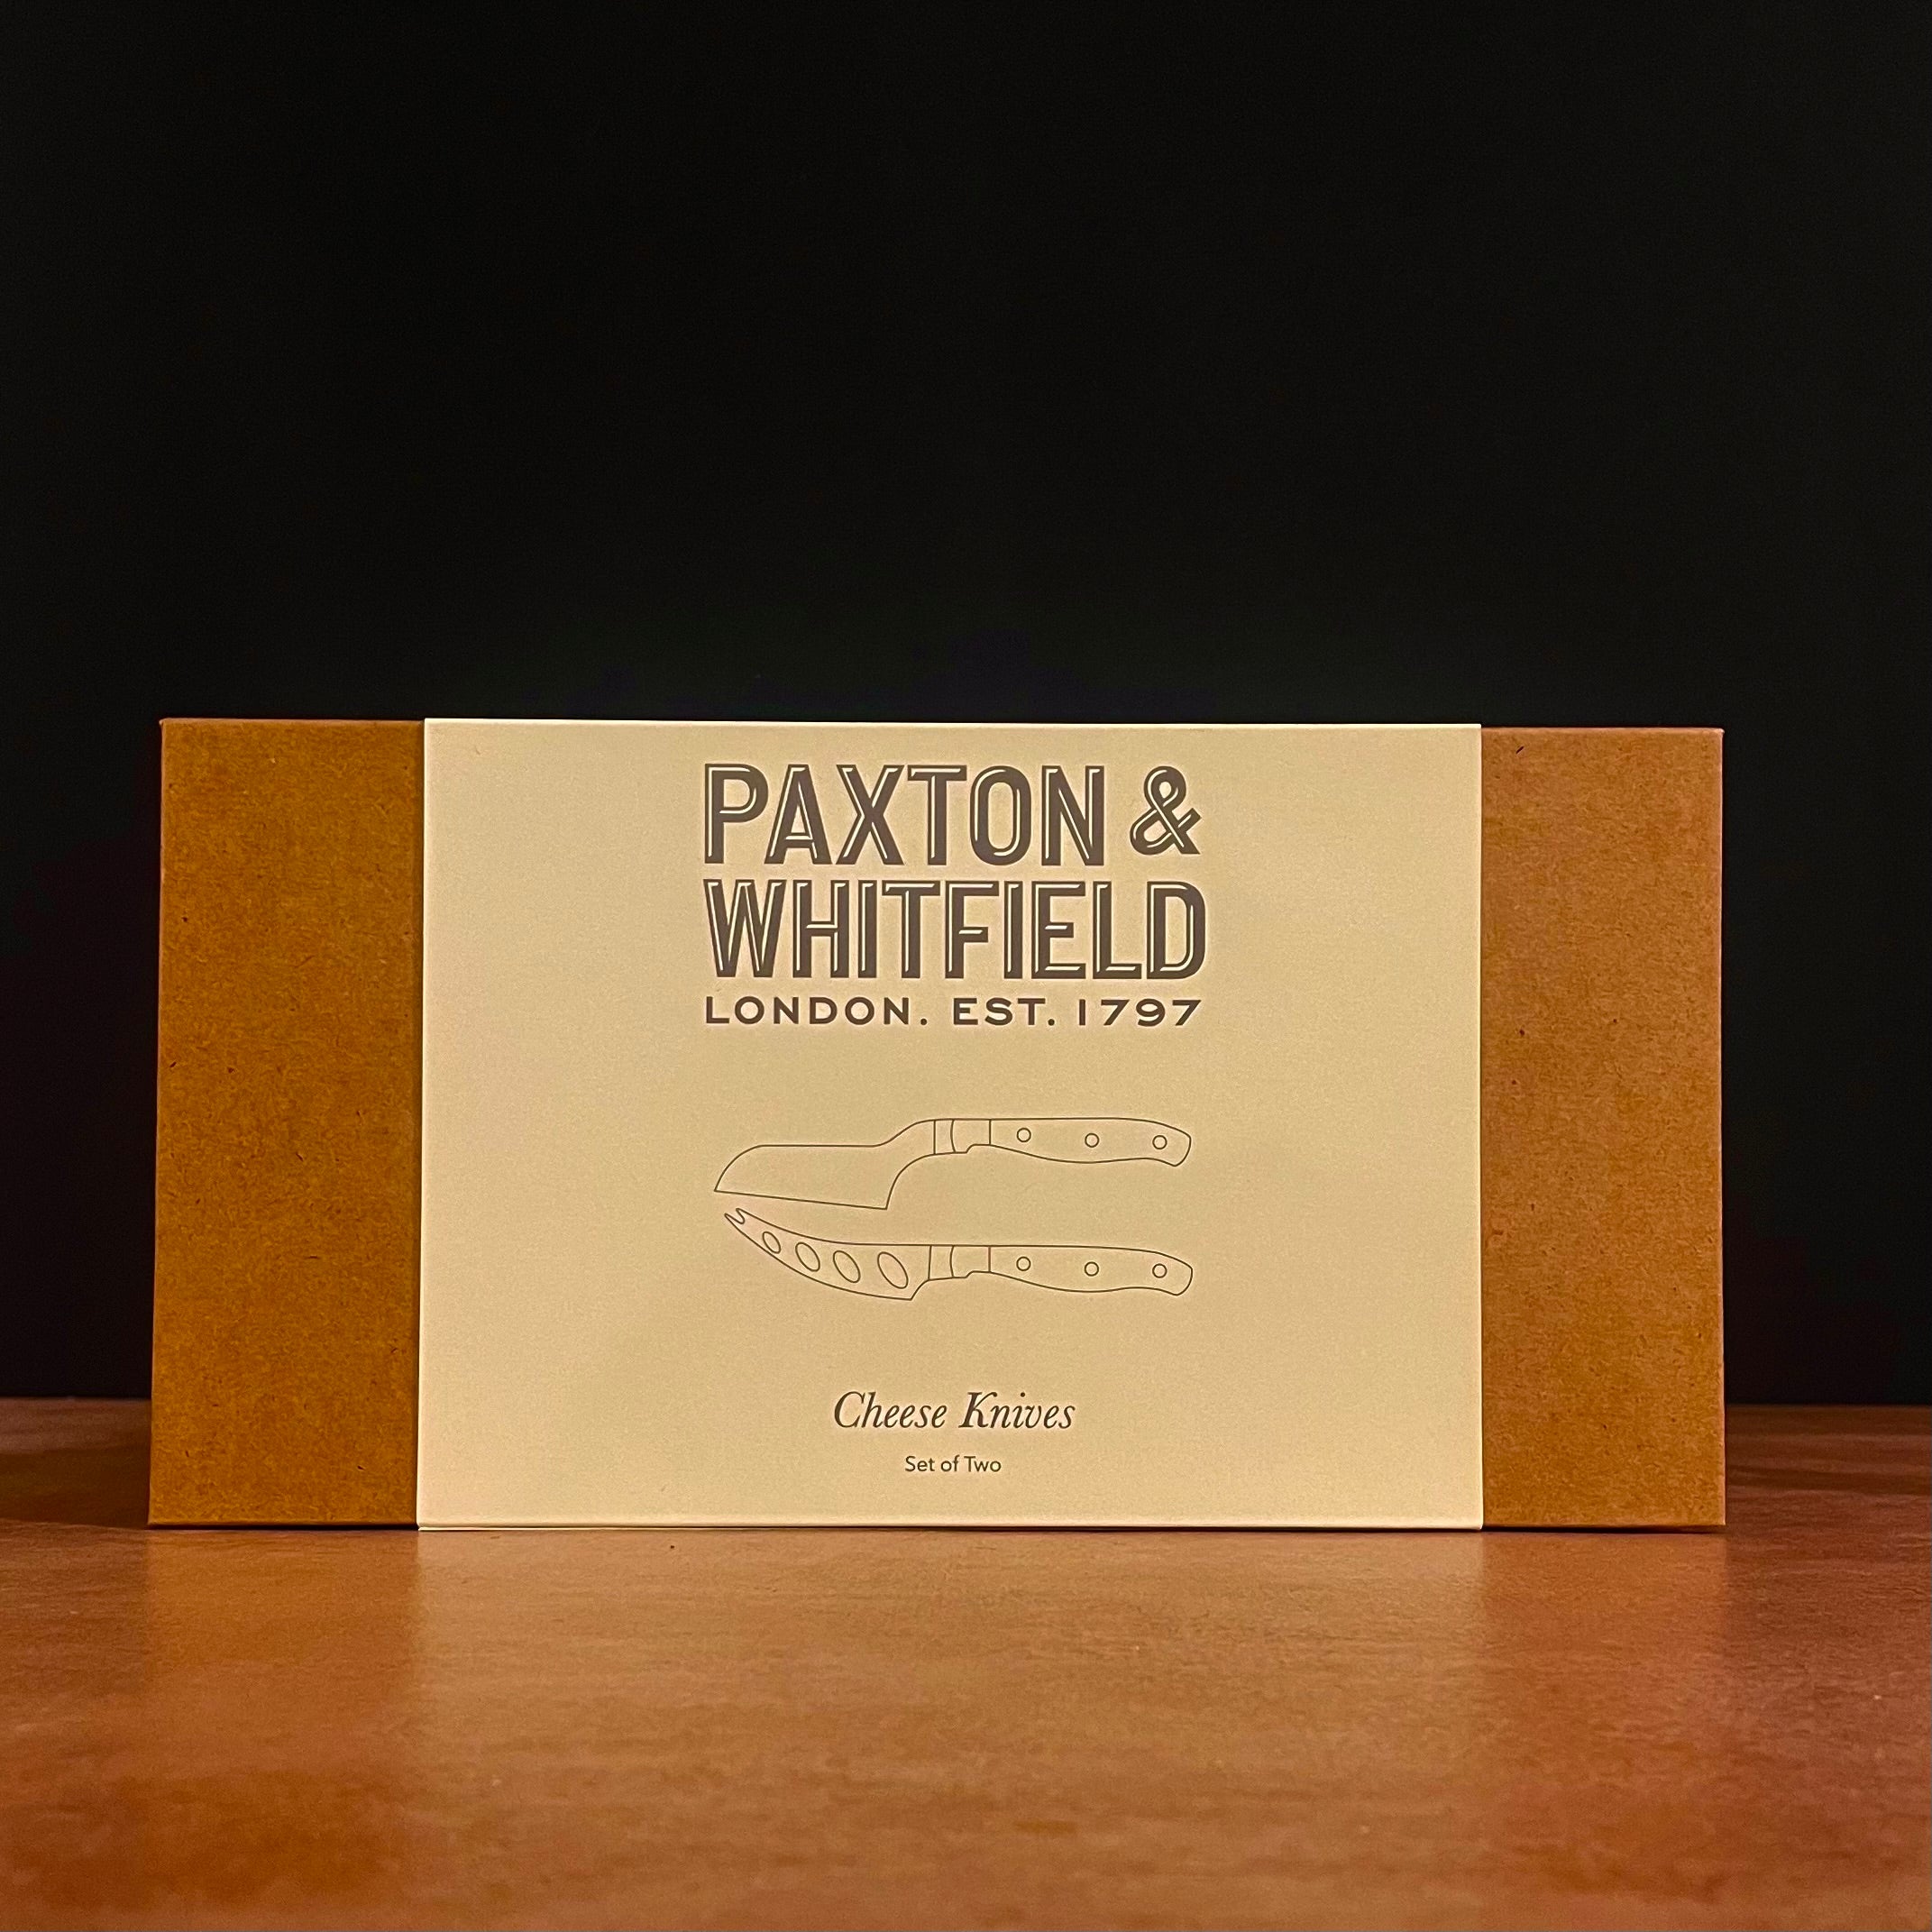 PAXTON &
WHITFIELD
LONDON. EST. 1797
Cheese Knives
Set of Two